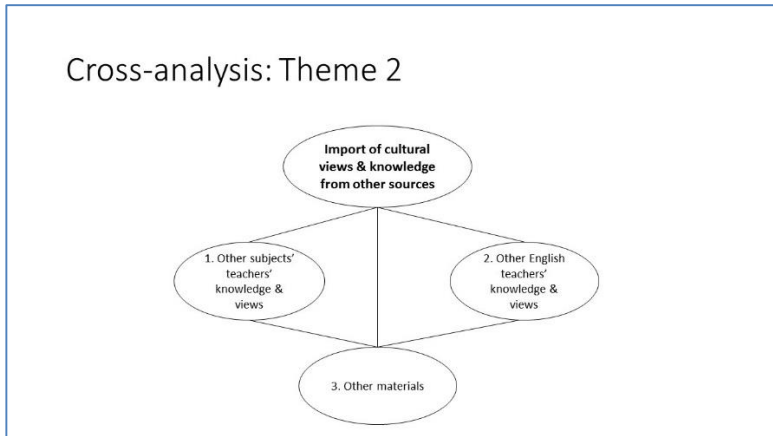 Cross-analysis: Theme 2
Import of cultural
views & knowledge
from other sources
1. Other subjects’
teachers’
knowledge &
views
2. Other English
teachers’
knowledge &
views
3. Other materials